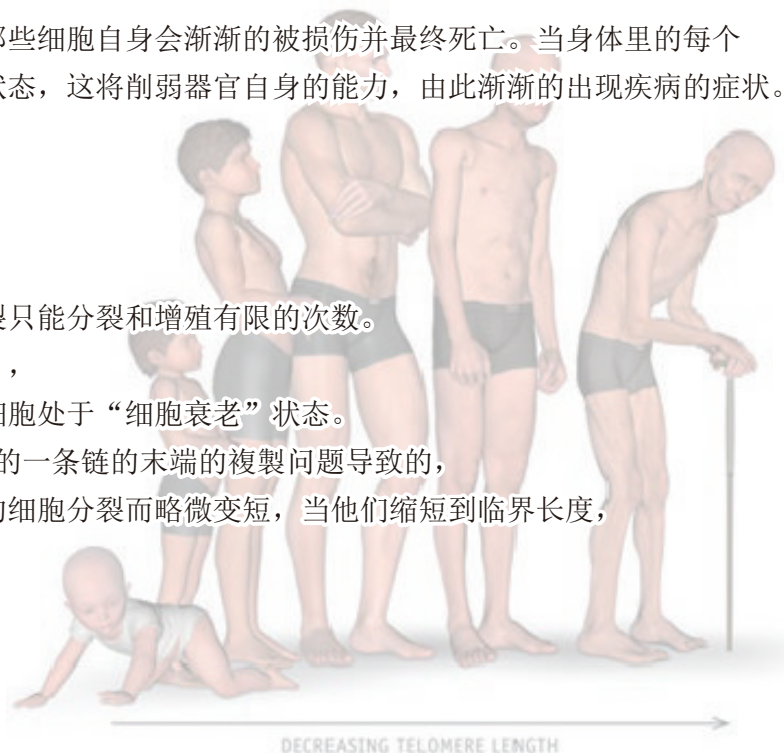 那些细胞自身会渐渐的被损伤并最终死亡。当身体里的每个
状态，这将削弱器官自身的能力，由此渐渐的出现疾病的症状。
裂只能分裂和增殖有限的次数。
，
细胞处于“细胞衰老”状态。
的一条链的末端的複製问题导致的，
的细胞分裂而略微变短，当他们缩短到临界长度，
DECREASING TELOMERE LENGTH